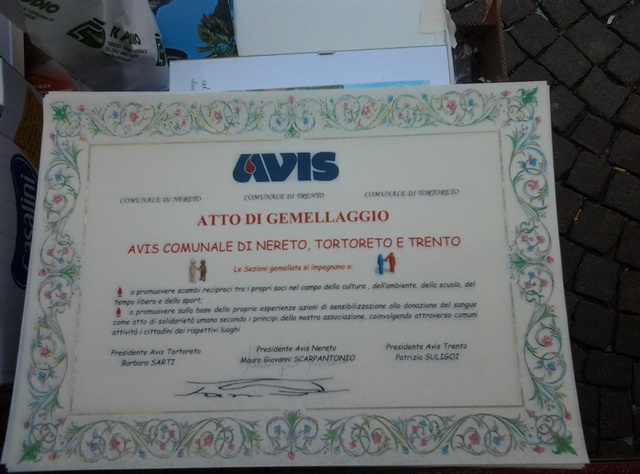 AVIS
COMUNALE DI NERETO COMUNALE DI TRENTO COMUNALE DI TORTORETO
ATTO DI GEMELLAGGIO
AVIS COMUNALE DI NERETO, TORTORETO E TRENTO
Le Sezioni gemellate si impegnano a:
a promuovere scambi reciproci tra i propri soci nel campo della cultura, dell'ambiente, della scuola, del
tempo libero e dello sport.
a promuovere sulla base delle proprie esperienze azioni di sensibilizzazione alla donazione del sangue
come atto di solidarietà umano secondo i principi della nostra associazione, coinvolgendo attraverso comuni
attività i cittadini dei rispettivi luoghi
Presidente Avis Tortoreto Presidente Avis Nereto Presidente Avis Trento
Barbara SARTI Mauro Giovanni SCARPANTONIO Patrizia SULIGOI
Casalini